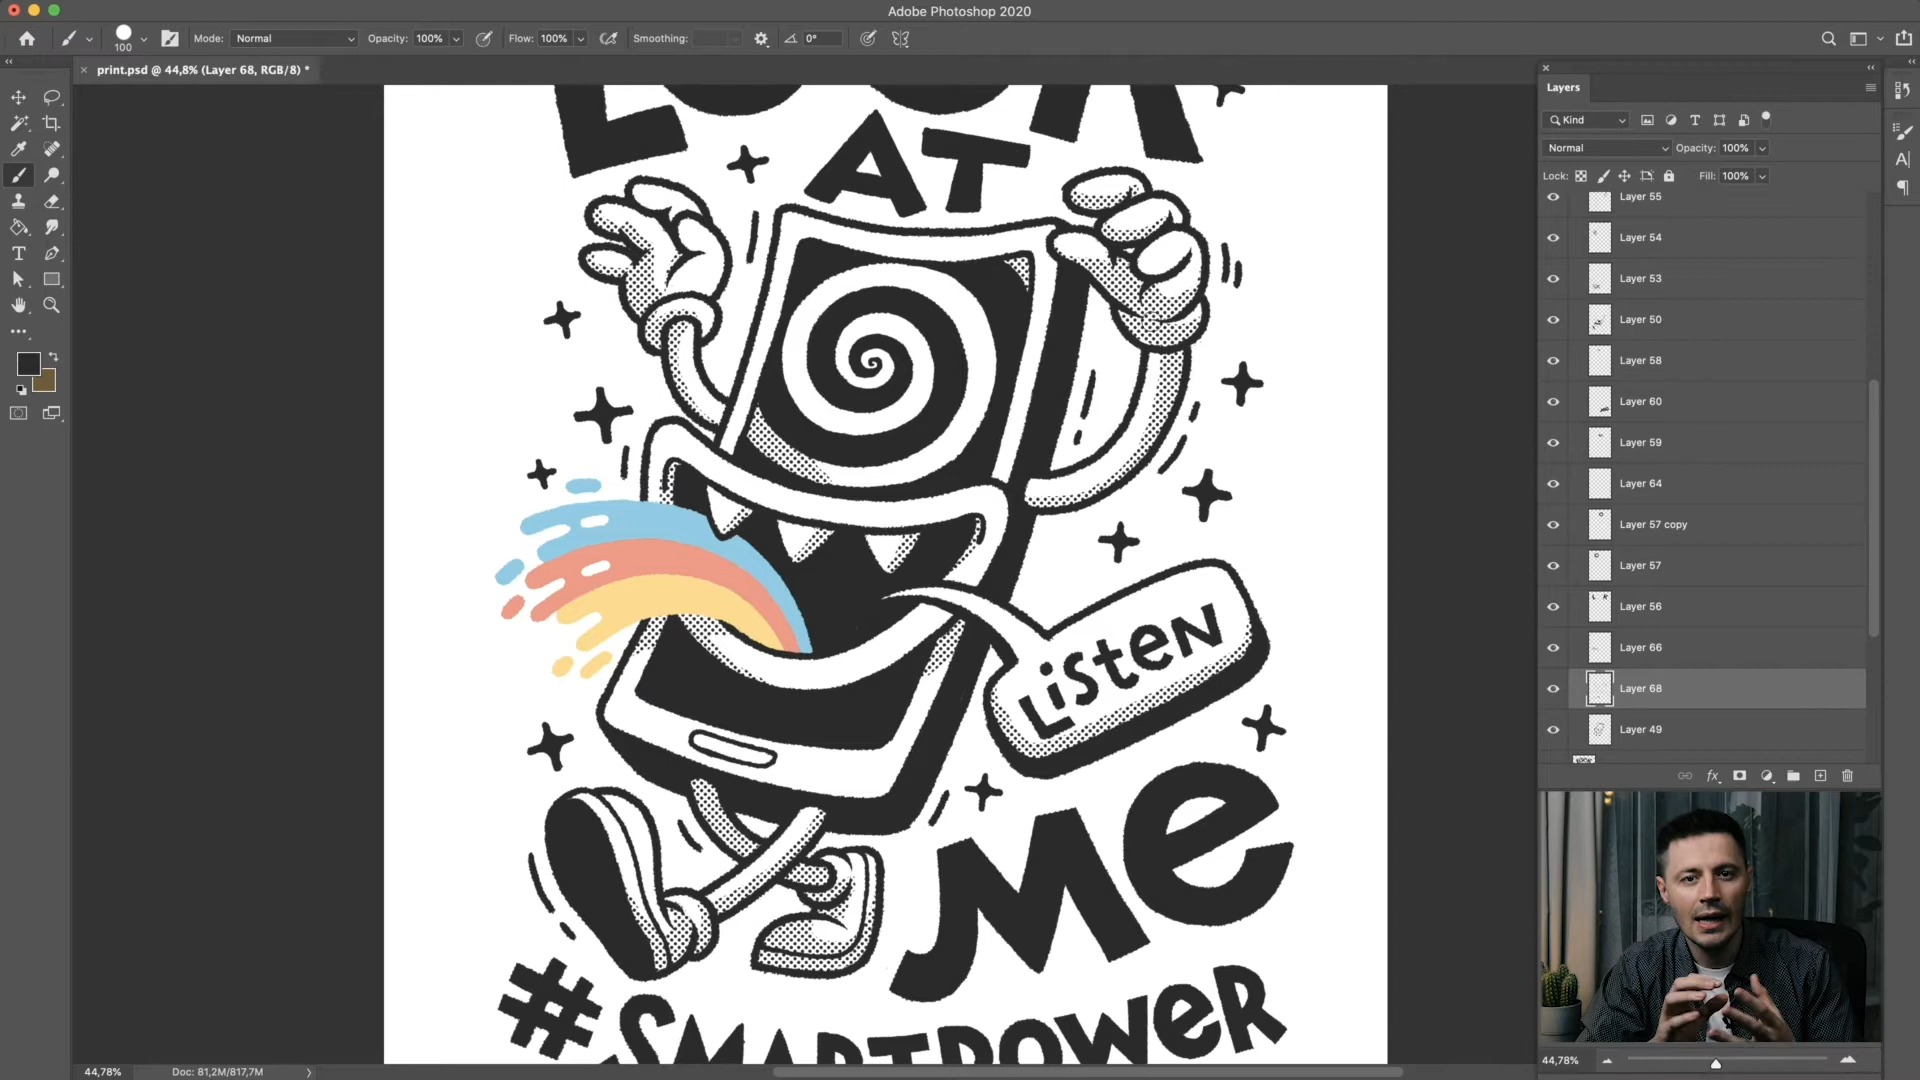 Adobe Photoshop 2020
100
Mode: Normal
Opacity: 100%
Flow: 100%
Smoothing:
0°
print.psd @ 44,8% (Layer 68, RGB/8) *
Layers
Kind
Normal
Opacity: 100%
Lock:
Fill: 100%
Layer 55
Layer 54
Layer 53
Layer 50
Layer 58
Layer 60
Layer 59
Layer 64
Layer 57 copy
Layer 57
Layer 56
Layer 66
Layer 68
Layer 49
LOOK
AT
Listen
Me
#SMARTPOWER
44,78%
Doc: 81,2M/817,7M
44,78%